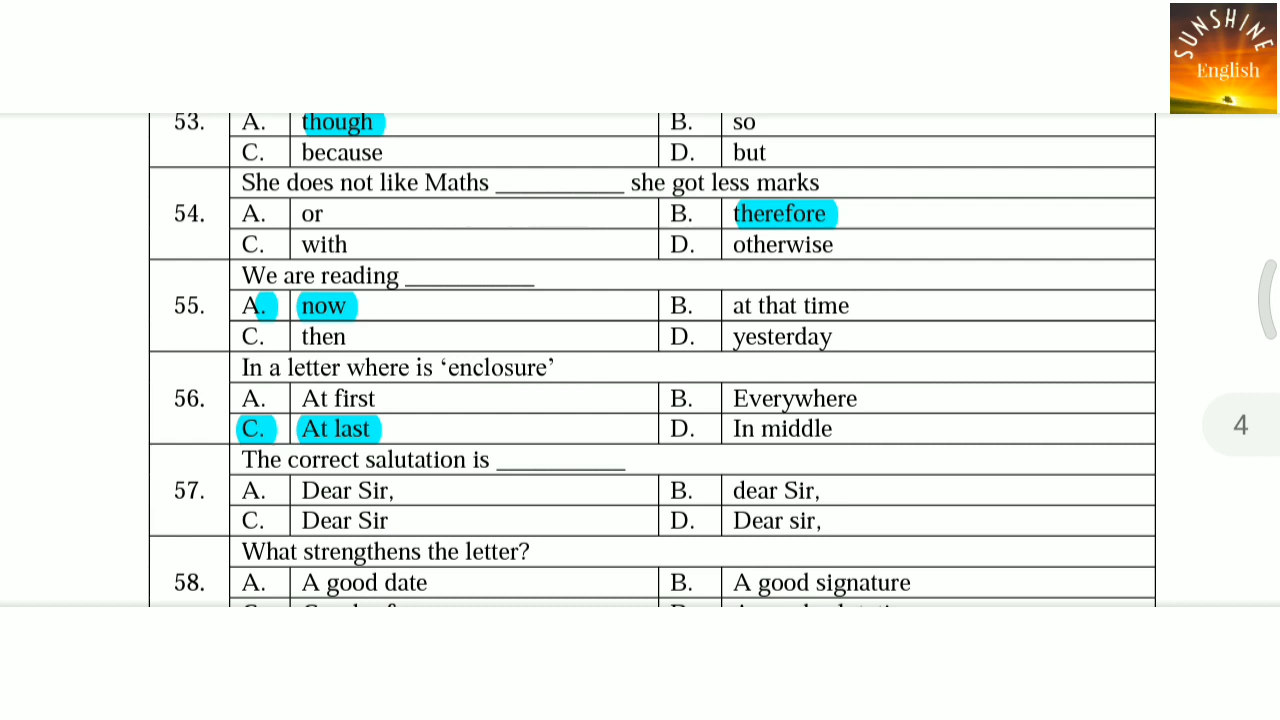 SUNSHINE
English
53. A. though B. so
C. because D. but
She does not like Maths __________ she got less marks
54. A. or B. therefore
C. with D. otherwise
We are reading __________
55. A. now B. at that time
C. then D. yesterday
In a letter where is ‘enclosure’
56. A. At first B. Everywhere
C. At last D. In middle
The correct salutation is __________
57. A. Dear Sir, B. dear Sir,
C. Dear Sir D. Dear sir,
What strengthens the letter?
58. A. A good date B. A good signature
4